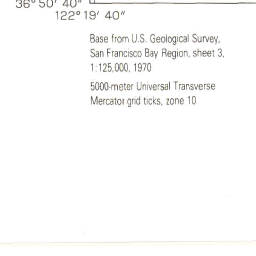 36° 50' 40"
122° 19' 40"
Base from U.S. Geological Survey,
San Francisco Bay Region, sheet 3,
1:125,000, 1970
5000-meter Universal Transverse
Mercator grid ticks, zone 10